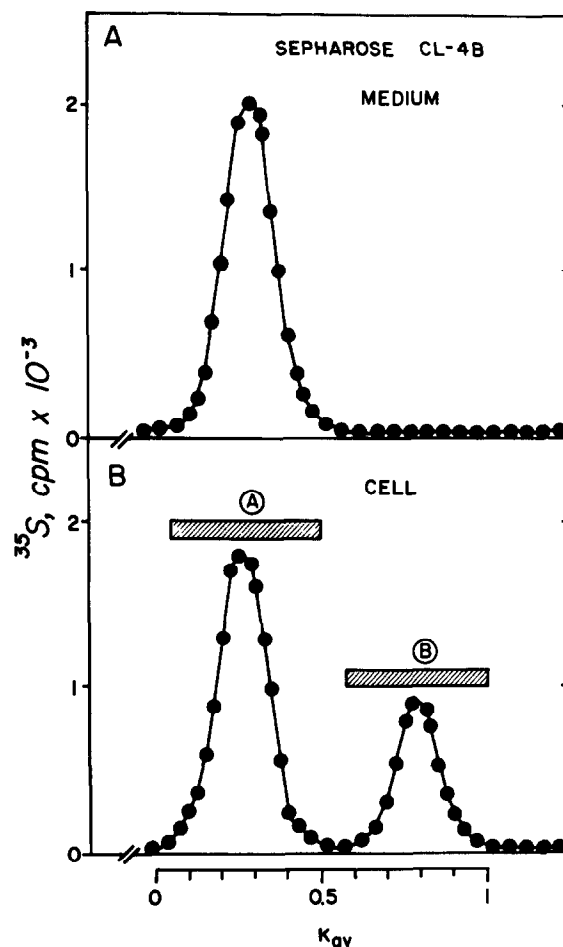 A
SEPHAROSE CL-4B
MEDIUM
2
1
0
³⁵S, cpm x 10⁻³
B
CELL
A
B
2
1
0
0 0.5 1
Kav